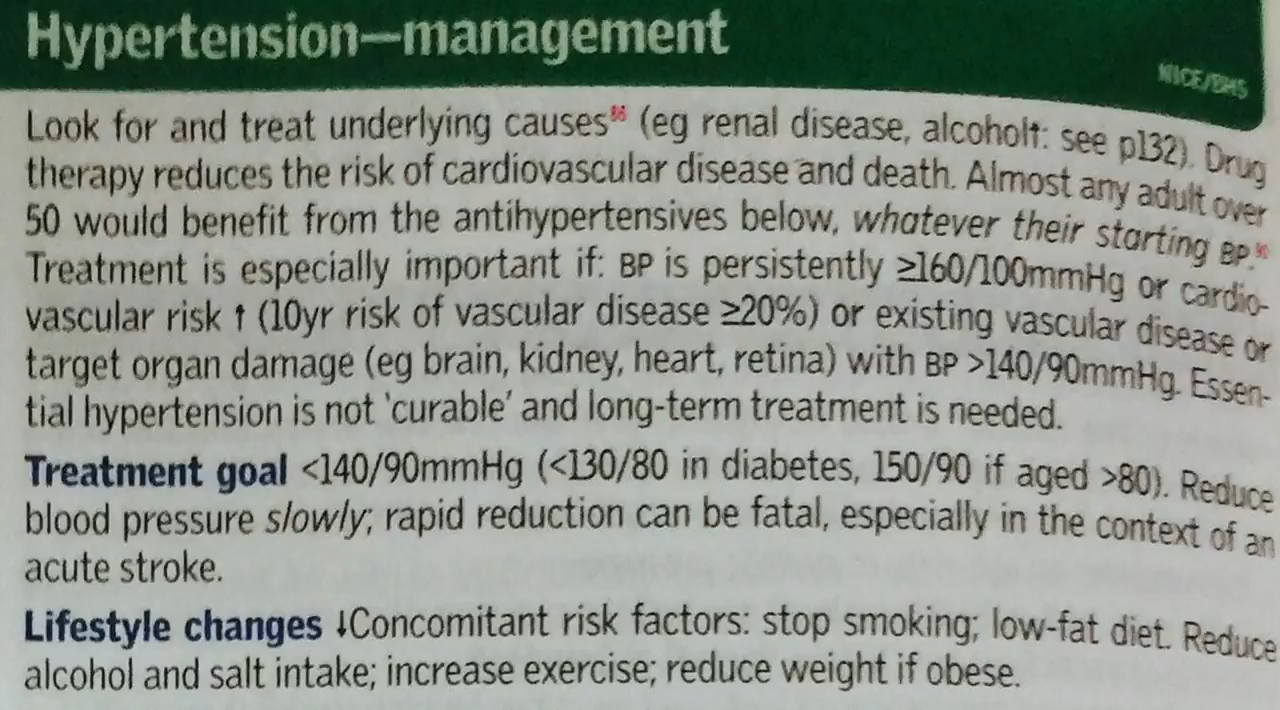 Hypertension—management
NICE/BHS
Look for and treat underlying causes (eg renal disease, alcohol↑: see p132). Drug
therapy reduces the risk of cardiovascular disease and death. Almost any adult over
50 would benefit from the antihypertensives below, whatever their starting BP.
Treatment is especially important if: BP is persistently ≥160/100mmHg or cardio-
vascular risk ↑ (10yr risk of vascular disease ≥20%) or existing vascular disease or
target organ damage (eg brain, kidney, heart, retina) with BP >140/90mmHg. Essen-
tial hypertension is not 'curable' and long-term treatment is needed.
Treatment goal <140/90mmHg (<130/80 in diabetes, 150/90 if aged >80). Reduce
blood pressure slowly; rapid reduction can be fatal, especially in the context of an
acute stroke.
Lifestyle changes ↓Concomitant risk factors: stop smoking; low-fat diet. Reduce
alcohol and salt intake; increase exercise; reduce weight if obese.